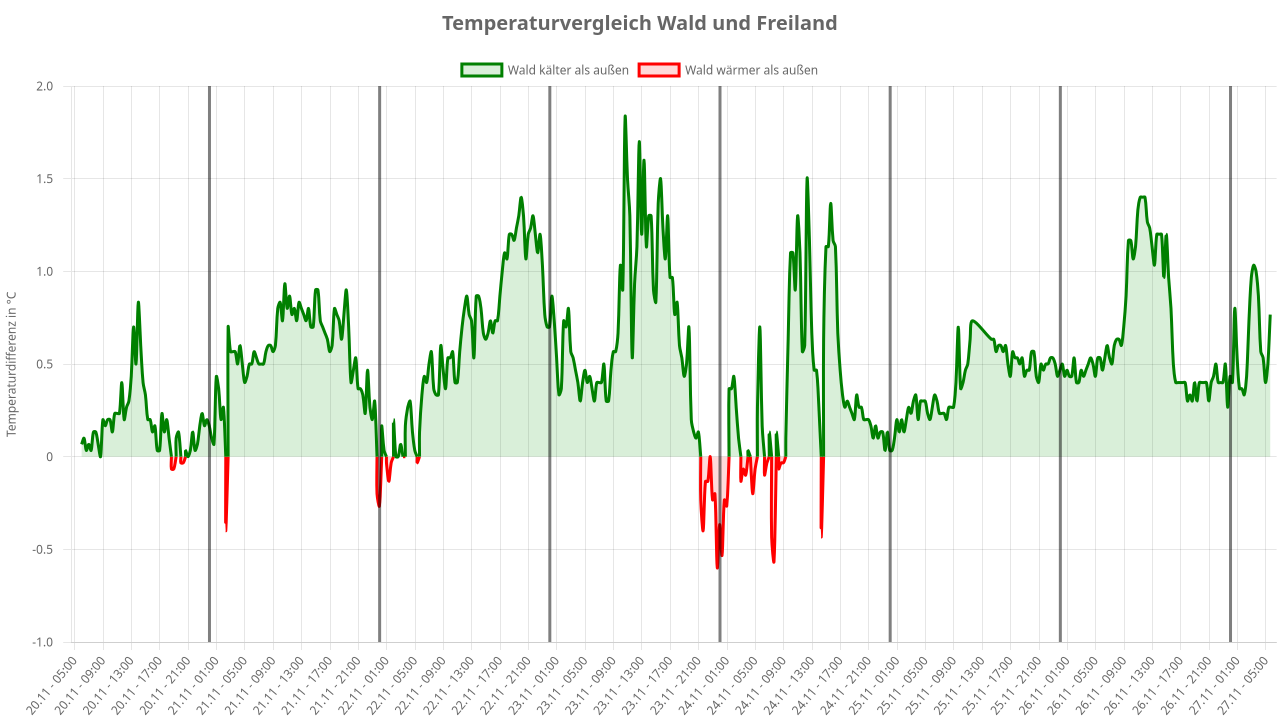 Temperaturvergleich Wald und Freiland
Wald kälter als außen
Wald wärmer als außen
Temperaturdifferenz in °C
2.0
1.5
1.0
0.5
0
-0.5
-1.0
20.11 - 05:00
20.11 - 09:00
20.11 - 13:00
20.11 - 17:00
20.11 - 21:00
21.11 - 01:00
21.11 - 05:00
21.11 - 09:00
21.11 - 13:00
21.11 - 17:00
21.11 - 21:00
22.11 - 01:00
22.11 - 05:00
22.11 - 09:00
22.11 - 13:00
22.11 - 17:00
22.11 - 21:00
23.11 - 01:00
23.11 - 05:00
23.11 - 09:00
23.11 - 13:00
23.11 - 17:00
23.11 - 21:00
24.11 - 01:00
24.11 - 05:00
24.11 - 09:00
24.11 - 13:00
24.11 - 17:00
24.11 - 21:00
25.11 - 01:00
25.11 - 05:00
25.11 - 09:00
25.11 - 13:00
25.11 - 17:00
25.11 - 21:00
26.11 - 01:00
26.11 - 05:00
26.11 - 09:00
26.11 - 13:00
26.11 - 17:00
26.11 - 21:00
27.11 - 01:00
27.11 - 05:00